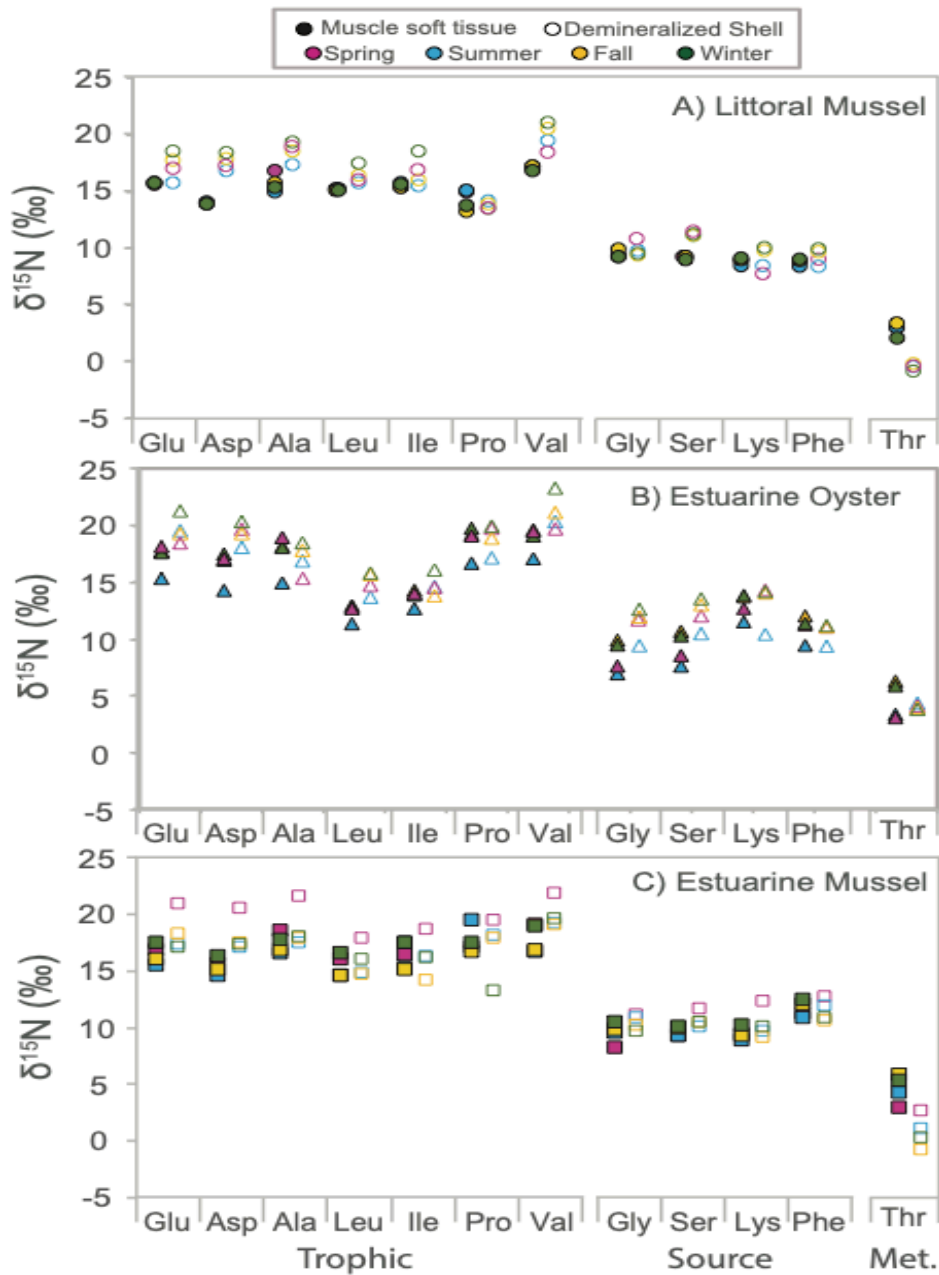 Muscle soft tissue Demineralized Shell
Spring Summer Fall Winter
A) Littoral Mussel
δ¹⁵N (‰)
25
20
15
10
5
0
-5
Glu Asp Ala Leu Ile Pro Val Gly Ser Lys Phe Thr
B) Estuarine Oyster
δ¹⁵N (‰)
25
20
15
10
5
0
-5
Glu Asp Ala Leu Ile Pro Val Gly Ser Lys Phe Thr
C) Estuarine Mussel
δ¹⁵N (‰)
25
20
15
10
5
0
-5
Glu Asp Ala Leu Ile Pro Val Gly Ser Lys Phe Thr
Trophic Source Met.